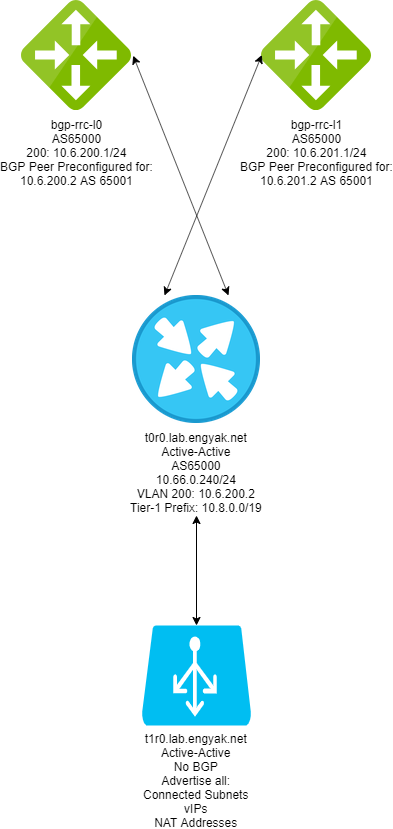 bgp-rrc-l0
AS65000
200: 10.6.200.1/24
BGP Peer Preconfigured for:
10.6.200.2 AS 65001
bgp-rrc-l1
AS65000
200: 10.6.201.1/24
BGP Peer Preconfigured for:
10.6.201.2 AS 65001
t0r0.lab.engyak.net
Active-Active
AS65000
10.66.0.240/24
VLAN 200: 10.6.200.2
Tier-1 Prefix: 10.8.0.0/19
t1r0.lab.engyak.net
Active-Active
No BGP
Advertise all:
Connected Subnets
vIPs
NAT Addresses